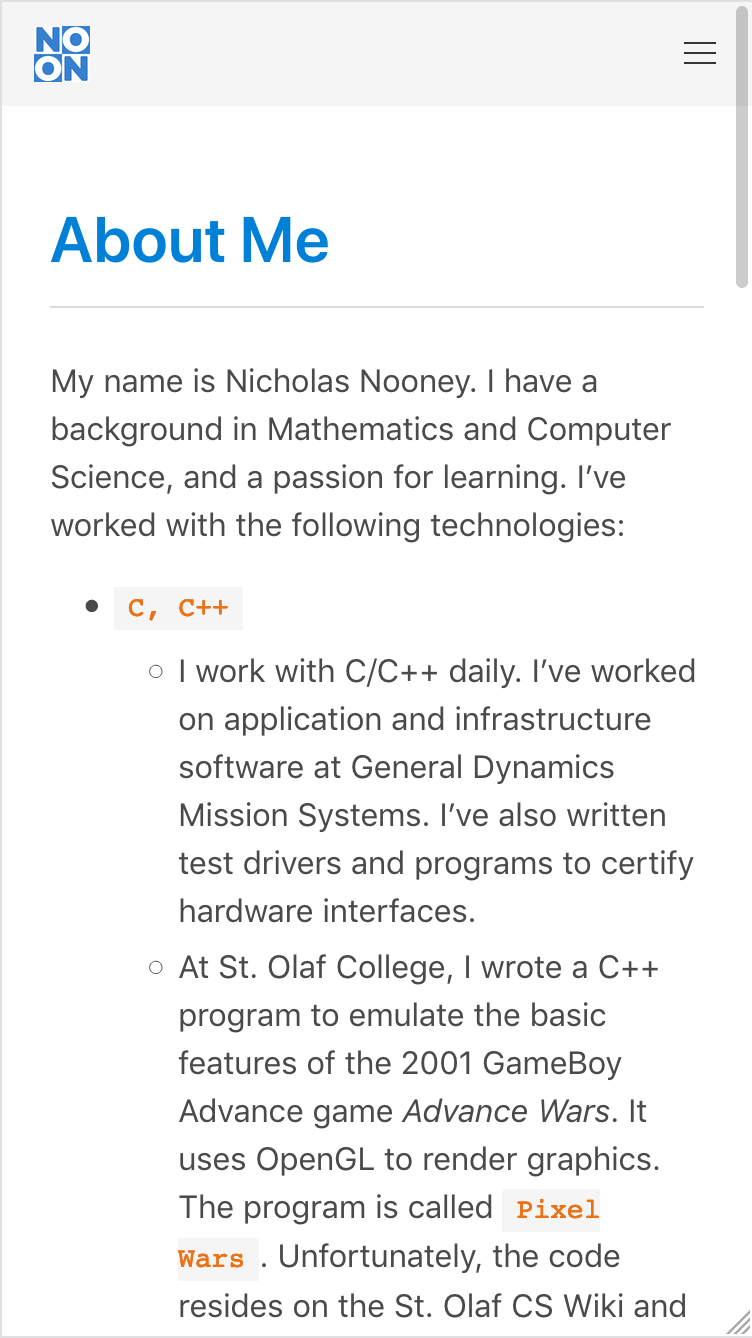 NO
ON
About Me
My name is Nicholas Nooney. I have a
background in Mathematics and Computer
Science, and a passion for learning. I’ve
worked with the following technologies:
C, C++
I work with C/C++ daily. I’ve worked
on application and infrastructure
software at General Dynamics
Mission Systems. I’ve also written
test drivers and programs to certify
hardware interfaces.
At St. Olaf College, I wrote a C++
program to emulate the basic
features of the 2001 GameBoy
Advance game Advance Wars. It
uses OpenGL to render graphics.
The program is called Pixel
Wars . Unfortunately, the code
resides on the St. Olaf CS Wiki and